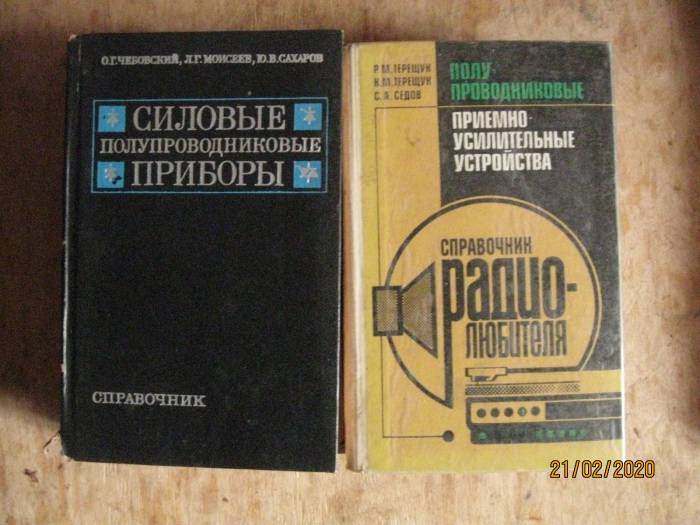 О.Г.ЧЕБОВСКИЙ, Л.Г.МОИСЕЕВ, Ю.В.САХАРОВ
СИЛОВЫЕ
ПОЛУПРОВОДНИКОВЫЕ
ПРИБОРЫ
СПРАВОЧНИК
Р.М.ТЕРЕЩУК
К.М.ТЕРЕЩУК
С.А.СЕДОВ
ПОЛУ-
ПРОВОДНИКОВЫЕ
ПРИЕМНО-
УСИЛИТЕЛЬНЫЕ
УСТРОЙСТВА
СПРАВОЧНИК
РАДИО-
ЛЮБИТЕЛЯ
21/02/2020